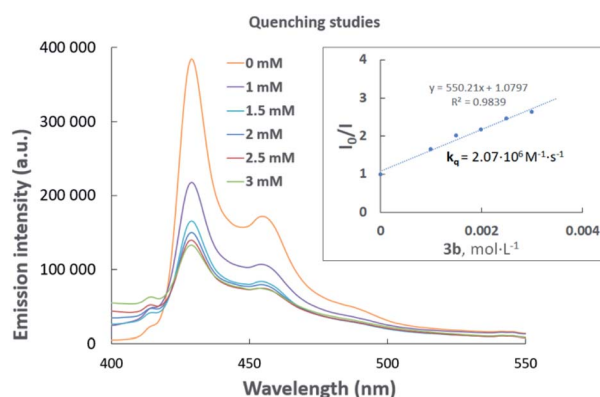 Quenching studies
Emission intensity (a.u.)
400 000
300 000
200 000
100 000
0
400
450
500
550
Wavelength (nm)
0 mM
1 mM
1.5 mM
2 mM
2.5 mM
3 mM
I₀/I
4
3
2
1
0
0
0.002
0.004
y = 550.21x + 1.0797
R² = 0.9839
k_q = 2.07·10⁶ M⁻¹·s⁻¹
3b, mol·L⁻¹